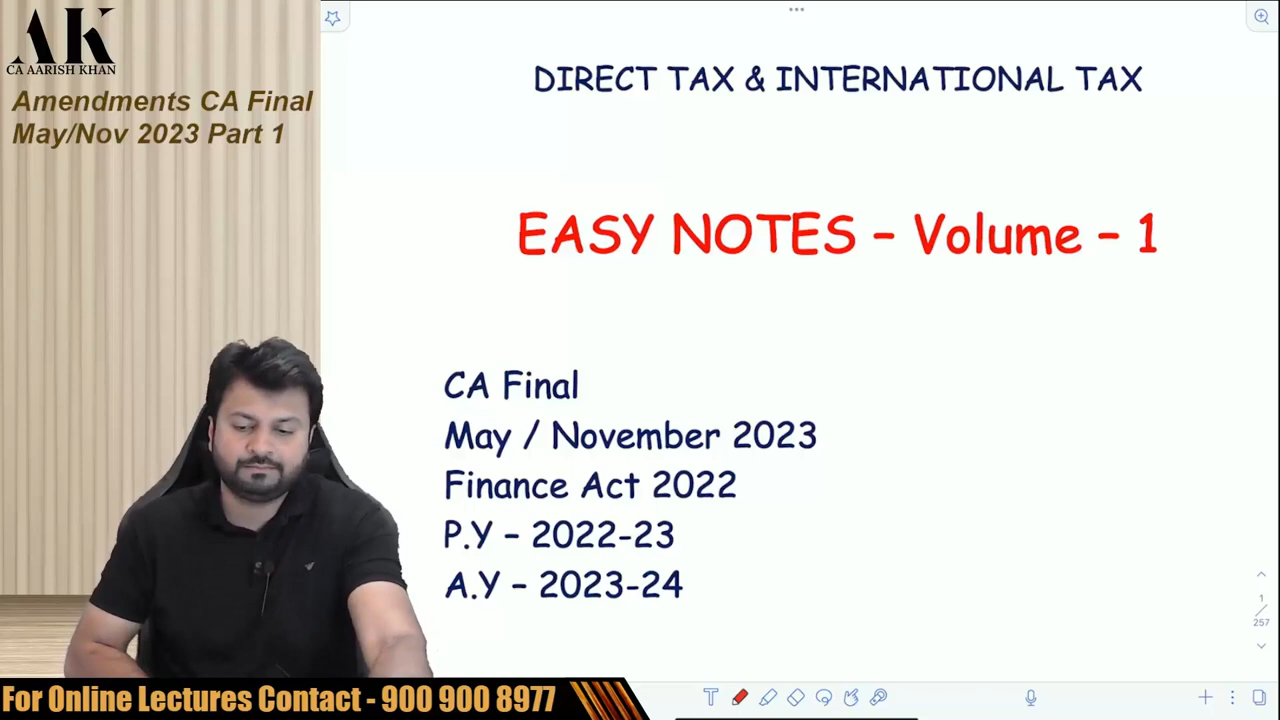 AK
CA AARISH KHAN
Amendments CA Final
May/Nov 2023 Part 1
DIRECT TAX & INTERNATIONAL TAX
EASY NOTES – Volume – 1
CA Final
May / November 2023
Finance Act 2022
P.Y – 2022-23
A.Y – 2023-24
1
257
For Online Lectures Contact - 900 900 8977
T